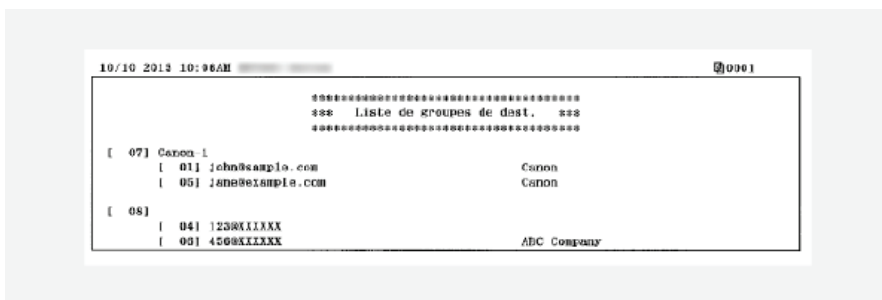 10/10 2013 10:06AM 0001
***********************************
*** Liste de groupes de dest. ***
***********************************
[ 07] Canon-1
[ 01] john@sample.com Canon
[ 05] jane@example.com Canon
[ 08]
[ 04] 123@XXXXXX
[ 06] 456@XXXXXX ABC Company